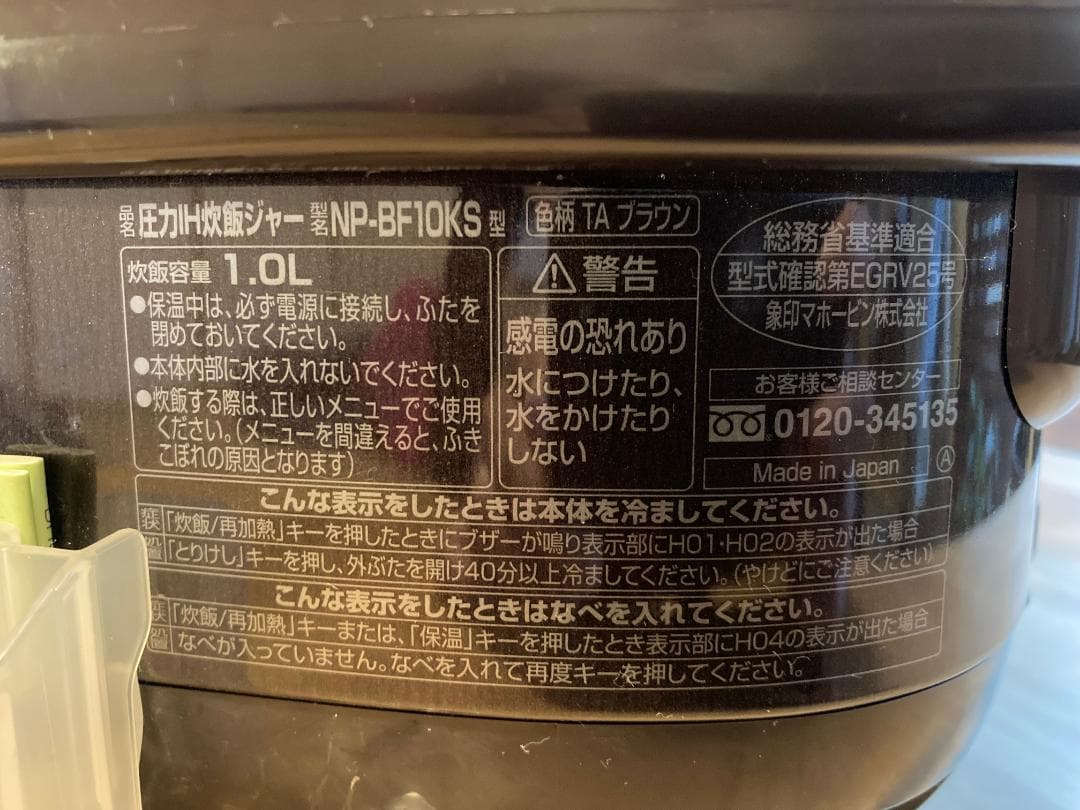 品名 圧力IH炊飯ジャー 型名 NP-BF10KS 型
色柄 TA ブラウン
炊飯容量 1.0L
●保温中は、必ず電源に接続し、ふたを
閉めておいてください。
●本体内部に水を入れないでください。
●炊飯する際は、正しいメニューでご使用
ください。(メニューを間違えると、ふき
こぼれの原因となります)
⚠警告
感電の恐れあり
水につけたり、
水をかけたり
しない
総務省基準適合
型式確認第EGRV25号
象印マホービン株式会社
お客様ご相談センター
0120-345135
Made in Japan Ⓐ
こんな表示をしたときは本体を冷ましてください。
「炊飯/再加熱」キーを押したときにブザーが鳴り表示部にH01・H02の表示が出た場合
「とりけし」キーを押し、外ぶたを開け40分以上冷ましてください。(やけどにご注意ください)
こんな表示をしたときはなべを入れてください。
「炊飯/再加熱」キーまたは、「保温」キーを押したとき表示部にH04の表示が出た場合
なべが入っていません。なべを入れて再度キーを押してください。